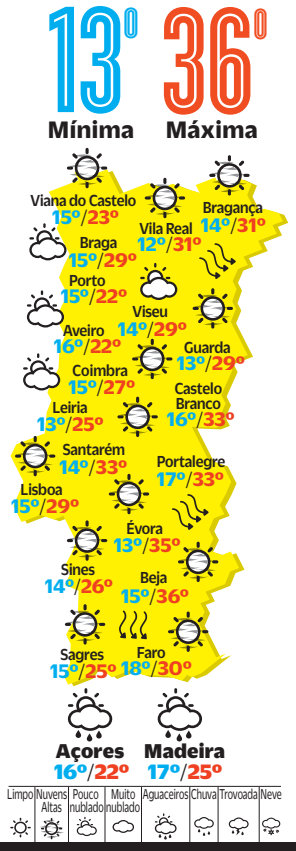 13º 36º
Mínima Máxima
Viana do Castelo
15º/23º
Bragança
14º/31º
Vila Real
12º/31º
Braga
15º/29º
Porto
15º/22º
Viseu
14º/29º
Aveiro
16º/22º
Guarda
13º/29º
Coimbra
15º/27º
Castelo
Branco
16º/33º
Leiria
13º/25º
Santarém
14º/33º
Portalegre
17º/33º
Lisboa
15º/29º
Évora
13º/35º
Sines
14º/26º
Beja
15º/36º
Sagres
15º/25º
Faro
18º/30º
Açores
16º/22º
Madeira
17º/25º
Limpo
Nuvens
Altas
Pouco
nublado
Muito
nublado
Aguaceiros
Chuva
Trovoada
Neve